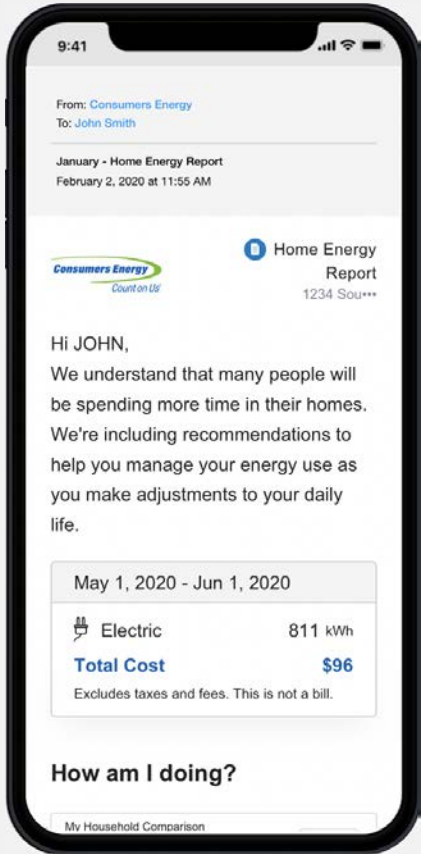 9:41
From: Consumers Energy
To: John Smith
January - Home Energy Report
February 2, 2020 at 11:55 AM
Consumers Energy
Count on Us®
Home Energy
Report
1234 Sou•••
Hi JOHN,
We understand that many people will
be spending more time in their homes.
We're including recommendations to
help you manage your energy use as
you make adjustments to your daily
life.
May 1, 2020 - Jun 1, 2020
Electric 811 kWh
Total Cost $96
Excludes taxes and fees. This is not a bill.
How am I doing?
My Household Comparison